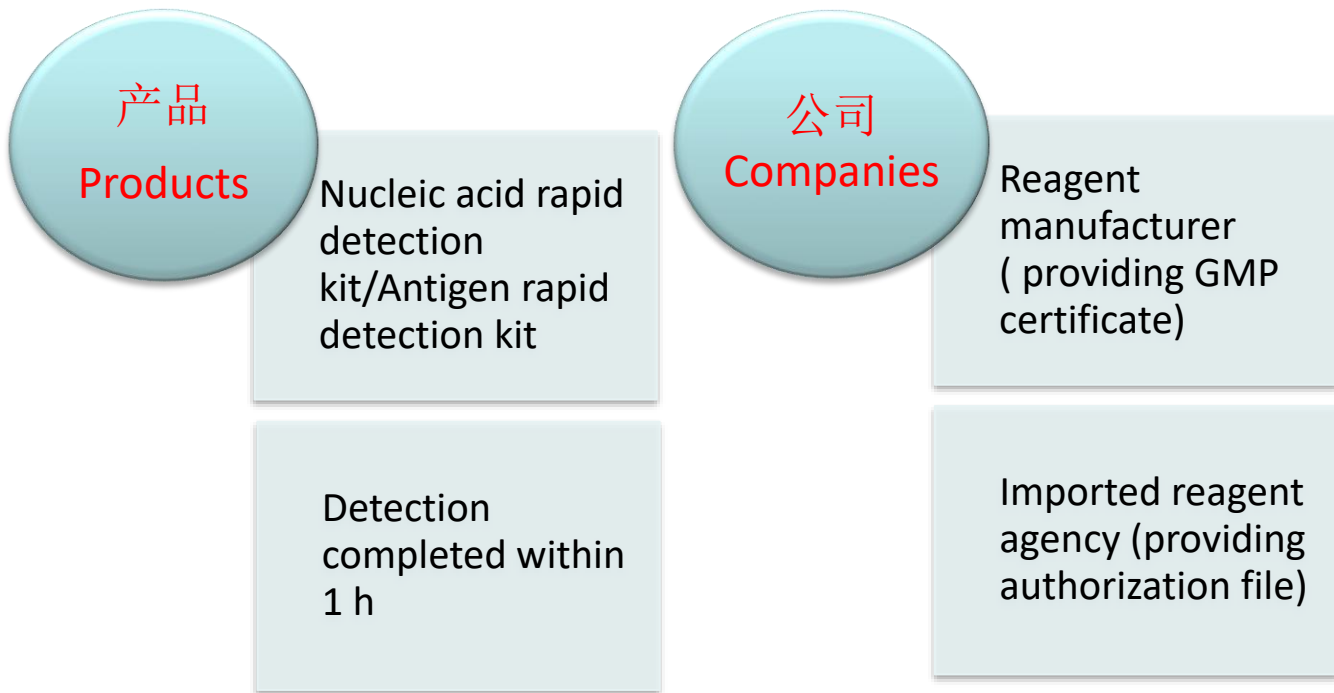 产品
Products
Nucleic acid rapid
detection
kit/Antigen rapid
detection kit
Detection
completed within
1 h
公司
Companies
Reagent
manufacturer
( providing GMP
certificate)
Imported reagent
agency (providing
authorization file)